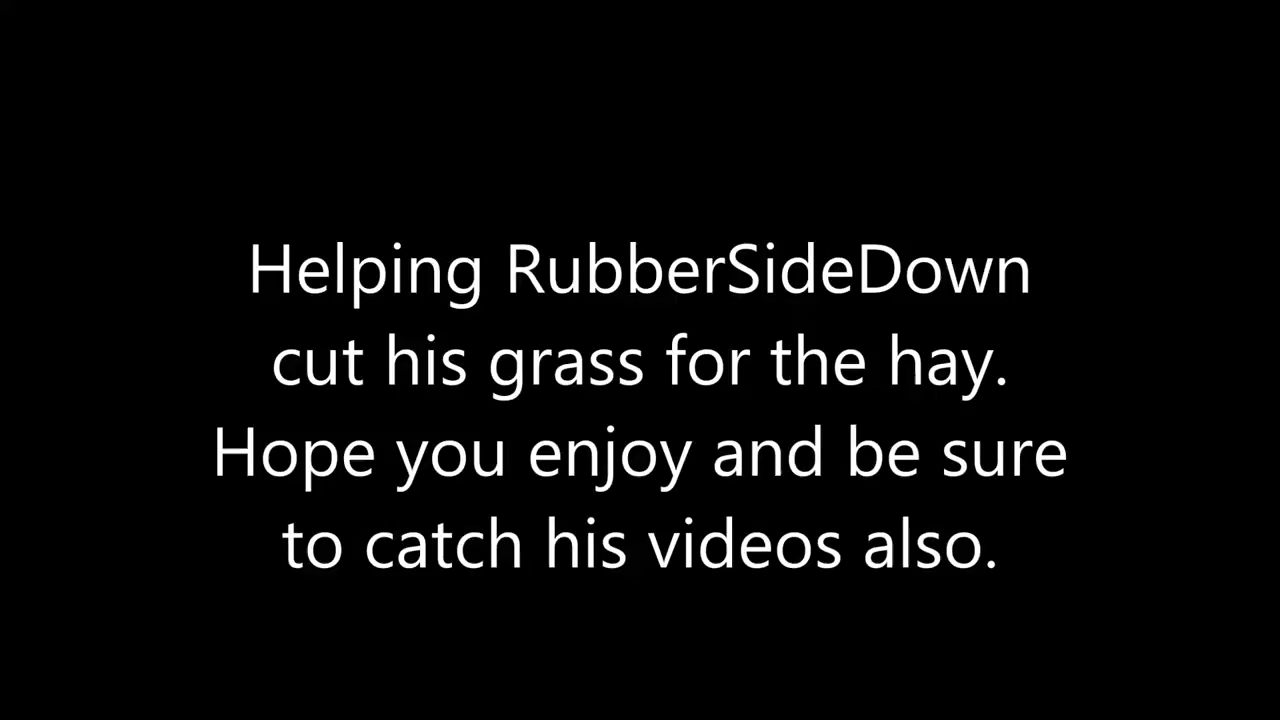 Helping RubberSideDown
cut his grass for the hay.
Hope you enjoy and be sure
to catch his videos also.